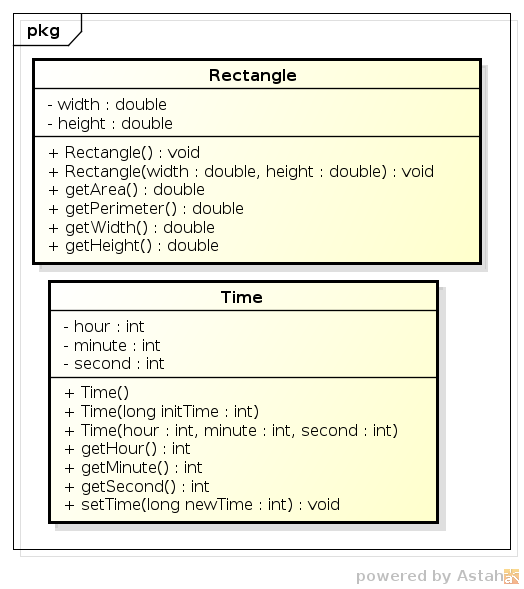 pkg
Rectangle
- width : double
- height : double
+ Rectangle() : void
+ Rectangle(width : double, height : double) : void
+ getArea() : double
+ getPerimeter() : double
+ getWidth() : double
+ getHeight() : double
Time
- hour : int
- minute : int
- second : int
+ Time()
+ Time(long initTime : int)
+ Time(hour : int, minute : int, second : int)
+ getHour() : int
+ getMinute() : int
+ getSecond() : int
+ setTime(long newTime : int) : void
powered by Astah